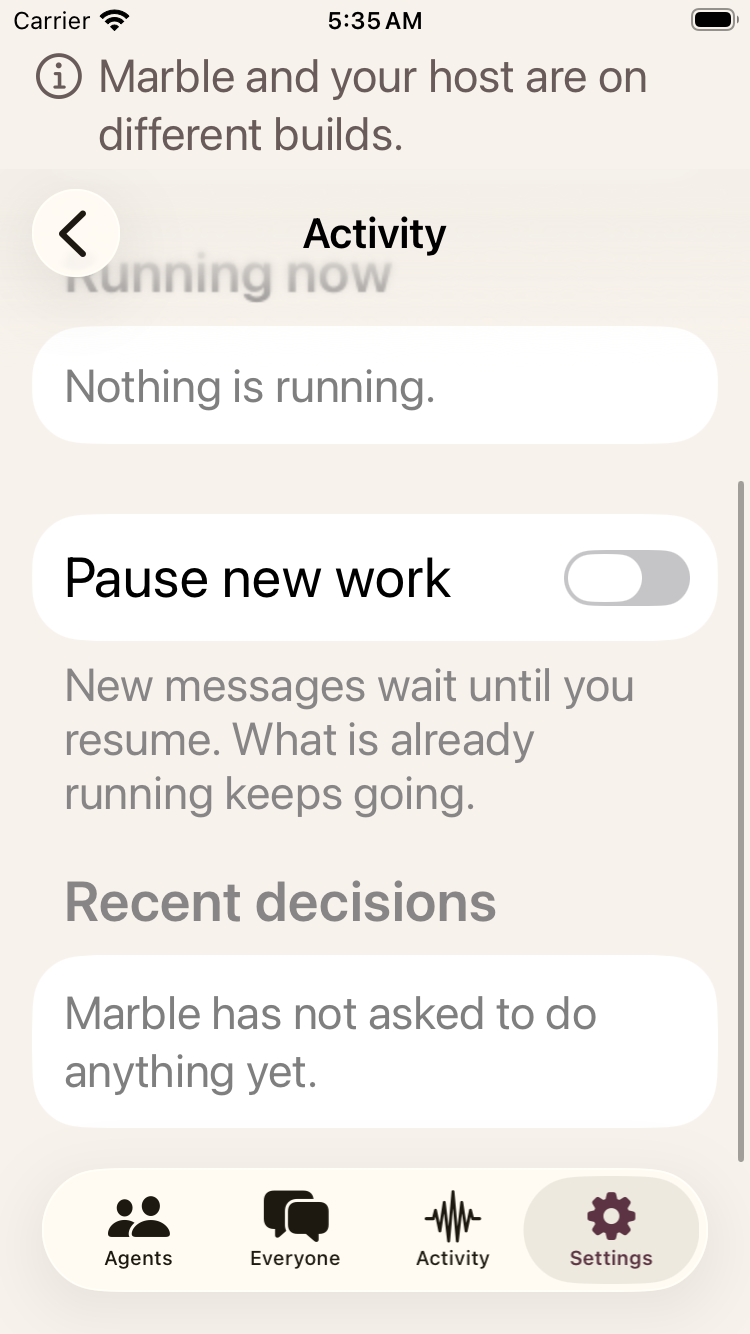 Carrier
5:35 AM
Marble and your host are on
different builds.
Activity
Running now
Nothing is running.
Pause new work
New messages wait until you
resume. What is already
running keeps going.
Recent decisions
Marble has not asked to do
anything yet.
Agents
Everyone
Activity
Settings